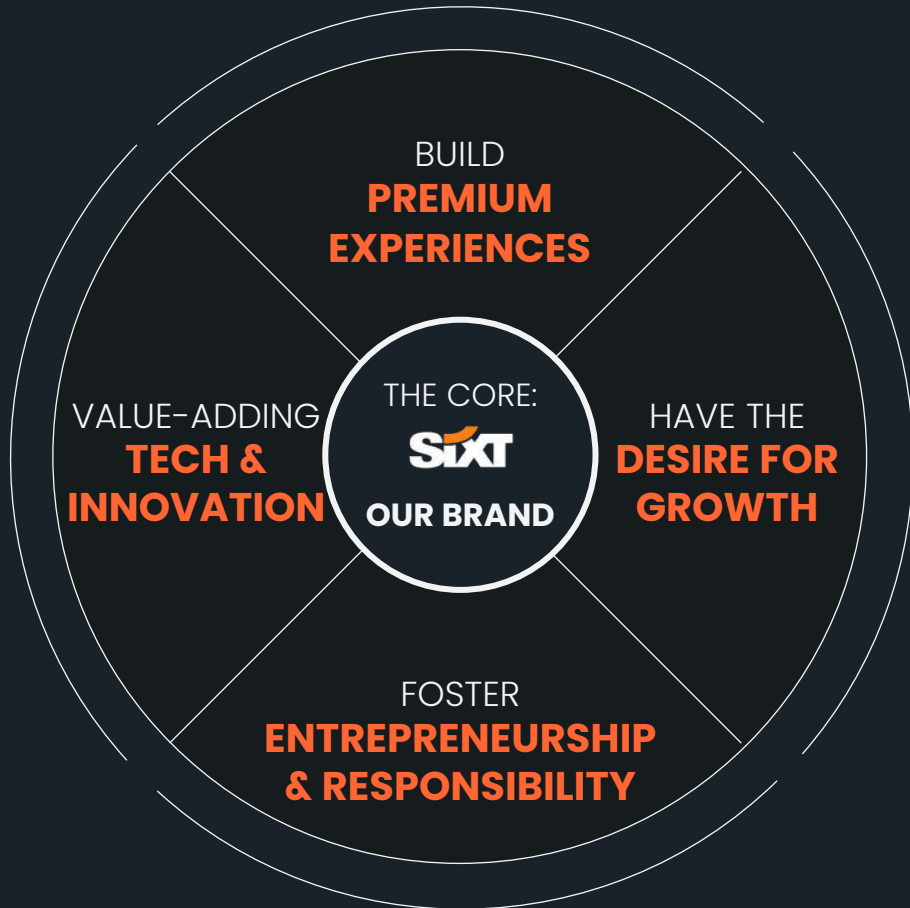 BUILD
PREMIUM
EXPERIENCES
VALUE-ADDING
TECH &
INNOVATION
THE CORE:
SIXT
OUR BRAND
HAVE THE
DESIRE FOR
GROWTH
FOSTER
ENTREPRENEURSHIP
& RESPONSIBILITY